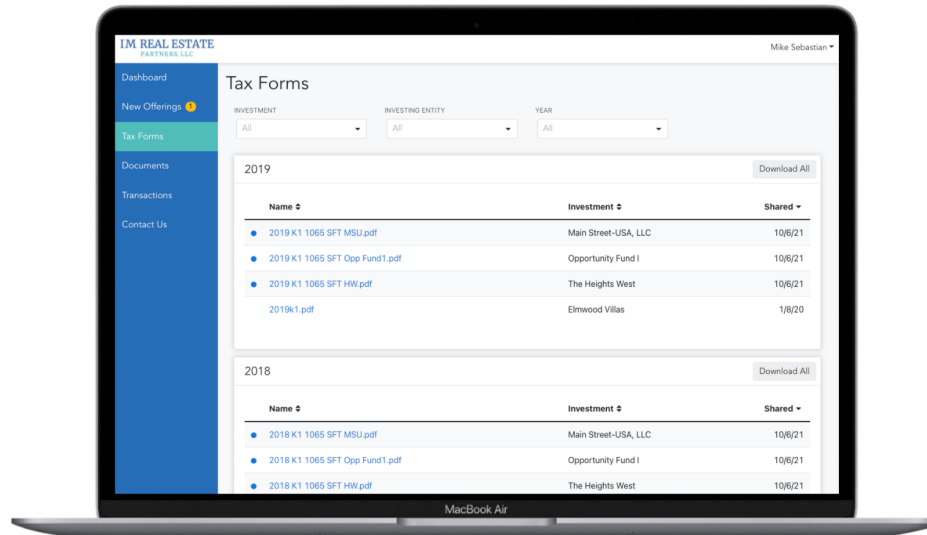 IM REAL ESTATE
PARTNERS LLC
Mike Sebastian
Dashboard
New Offerings 1
Tax Forms
Documents
Transactions
Contact Us
Tax Forms
INVESTMENT INVESTING ENTITY YEAR
All All All
2019 Download All
Name Investment Shared
2019 K1 1065 SFT MSU.pdf Main Street-USA, LLC 10/6/21
2019 K1 1065 SFT Opp Fund1.pdf Opportunity Fund I 10/6/21
2019 K1 1065 SFT HW.pdf The Heights West 10/6/21
2019k1.pdf Elmwood Villas 1/8/20
2018 Download All
Name Investment Shared
2018 K1 1065 SFT MSU.pdf Main Street-USA, LLC 10/6/21
2018 K1 1065 SFT Opp Fund1.pdf Opportunity Fund I 10/6/21
2018 K1 1065 SFT HW.pdf The Heights West 10/6/21
MacBook Air